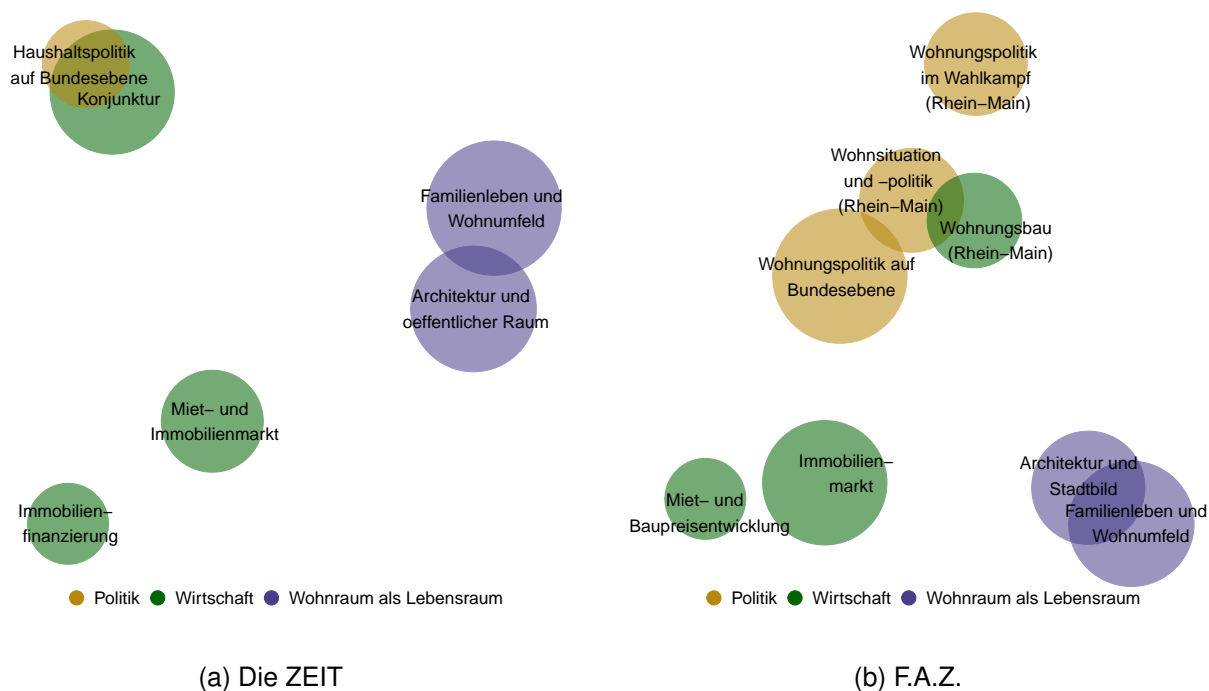 Haushaltspolitik
auf Bundesebene
Konjunktur
Familienleben und
Wohnumfeld
Architektur und
oeffentlicher Raum
Miet− und
Immobilienmarkt
Immobilien−
finanzierung
Politik Wirtschaft Wohnraum als Lebensraum
(a) Die ZEIT
Wohnungspolitik
im Wahlkampf
(Rhein−Main)
Wohnsituation
und −politik
(Rhein−Main)
Wohnungsbau
(Rhein−Main)
Wohnungspolitik auf
Bundesebene
Immobilien−
markt
Miet− und
Baupreisentwicklung
Architektur und
Stadtbild
Familienleben und
Wohnumfeld
Politik Wirtschaft Wohnraum als Lebensraum
(b) F.A.Z.